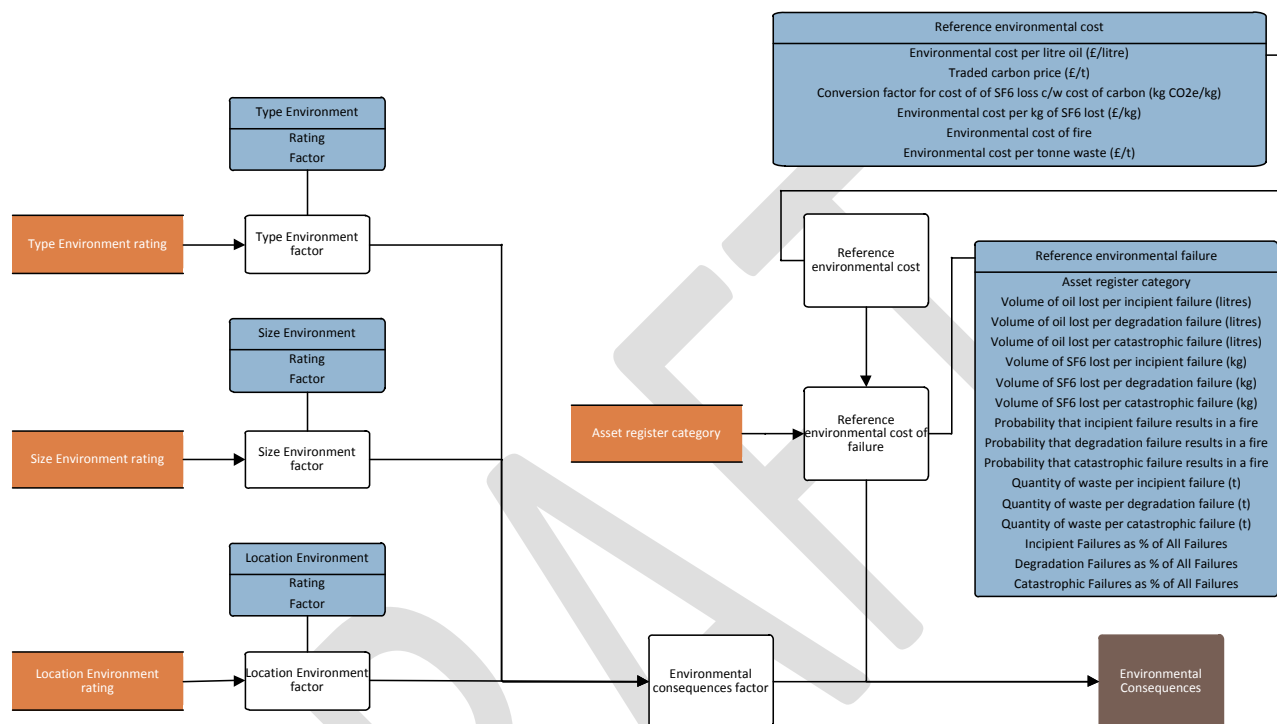 Reference environmental cost
Environmental cost per litre oil (£/litre)
Traded carbon price (£/t)
Conversion factor for cost of of SF6 loss c/w cost of carbon (kg CO2e/kg)
Environmental cost per kg of SF6 lost (£/kg)
Environmental cost of fire
Environmental cost per tonne waste (£/t)
Type Environment
Rating
Factor
Type Environment rating
Type Environment
factor
Reference
environmental cost
Reference environmental failure
Asset register category
Volume of oil lost per incipient failure (litres)
Volume of oil lost per degradation failure (litres)
Volume of oil lost per catastrophic failure (litres)
Volume of SF6 lost per incipient failure (kg)
Volume of SF6 lost per degradation failure (kg)
Volume of SF6 lost per catastrophic failure (kg)
Probability that incipient failure results in a fire
Probability that degradation failure results in a fire
Probability that catastrophic failure results in a fire
Quantity of waste per incipient failure (t)
Quantity of waste per degradation failure (t)
Quantity of waste per catastrophic failure (t)
Incipient Failures as % of All Failures
Degradation Failures as % of All Failures
Catastrophic Failures as % of All Failures
Size Environment
Rating
Factor
Size Environment rating
Size Environment
factor
Asset register category
Reference
environmental cost of
failure
Location Environment
Rating
Factor
Location Environment
rating
Location Environment
factor
Environmental
consequences factor
Environmental
Consequences
DRAFT